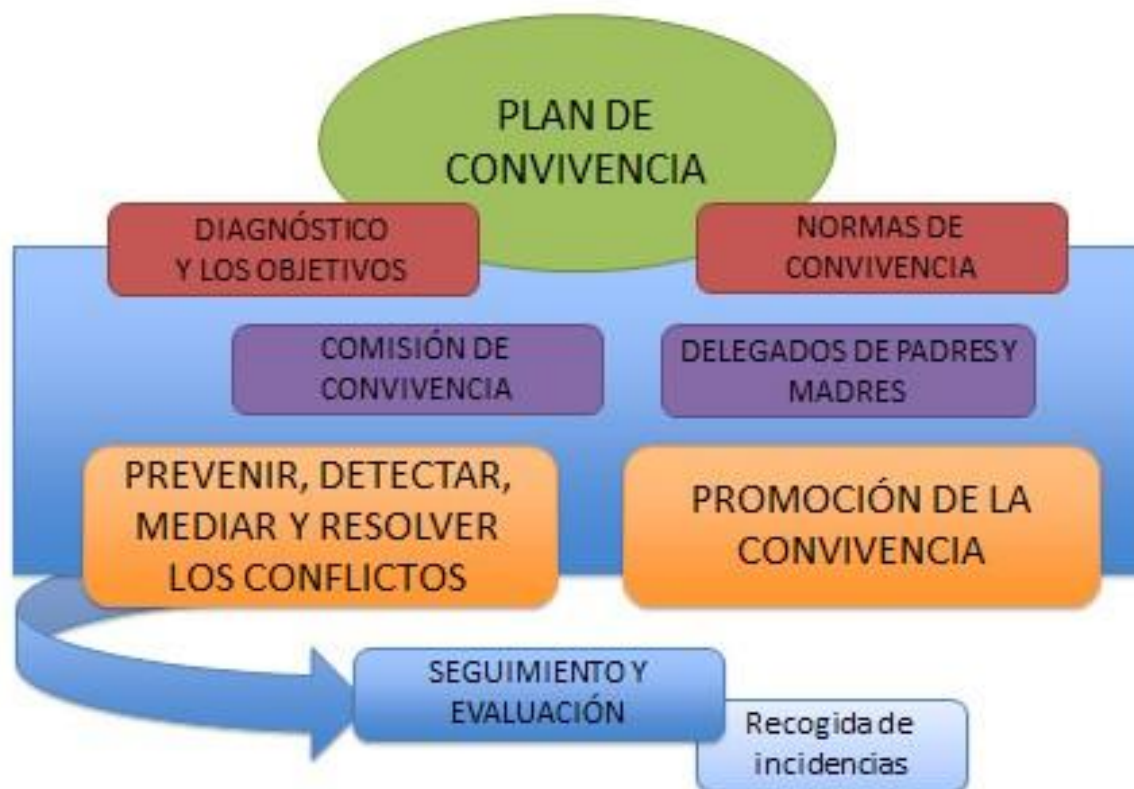 PLAN DE
CONVIVENCIA
DIAGNÓSTICO
Y LOS OBJETIVOS
NORMAS DE
CONVIVENCIA
COMISIÓN DE
CONVIVENCIA
DELEGADOS DE PADRES Y
MADRES
PREVENIR, DETECTAR,
MEDIAR Y RESOLVER
LOS CONFLICTOS
PROMOCIÓN DE LA
CONVIVENCIA
SEGUIMIENTO Y
EVALUACIÓN
Recogida de
incidencias